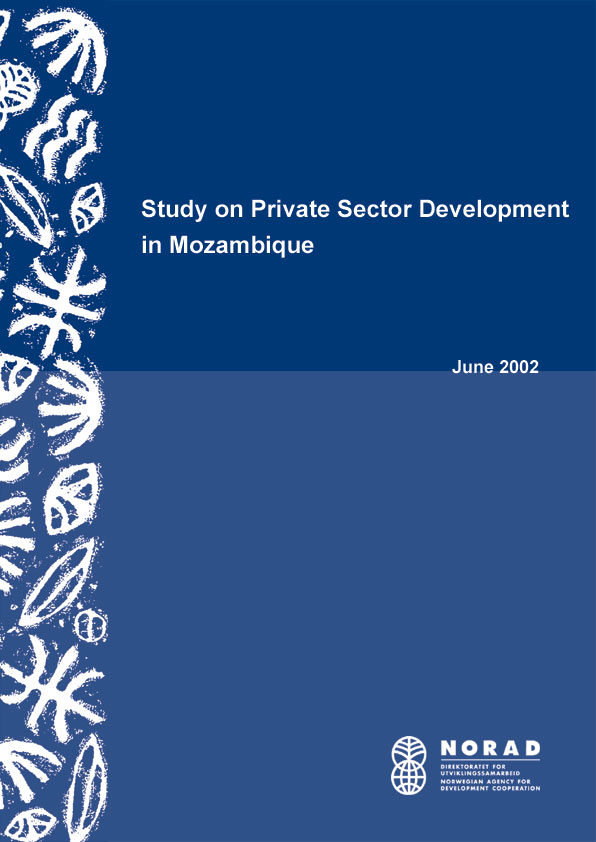 Study on Private Sector Development
in Mozambique
June 2002
NORAD
DIREKTORATET FOR
UTVIKLINGSSAMARBEID
NORWEGIAN AGENCY FOR
DEVELOPMENT COOPERATION